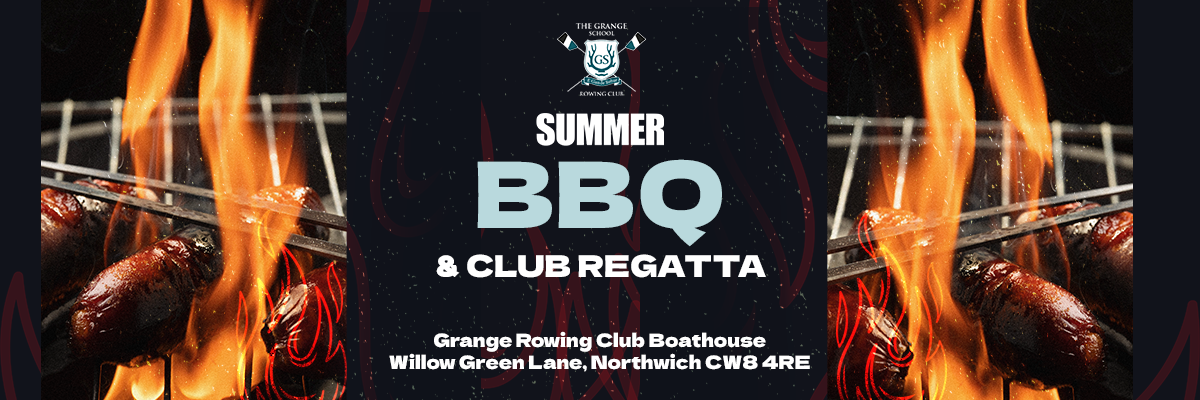 THE GRANGE
SCHOOL
GS
ROWING CLUB
SUMMER
BBQ
& CLUB REGATTA
Grange Rowing Club Boathouse
Willow Green Lane, Northwich CW8 4RE